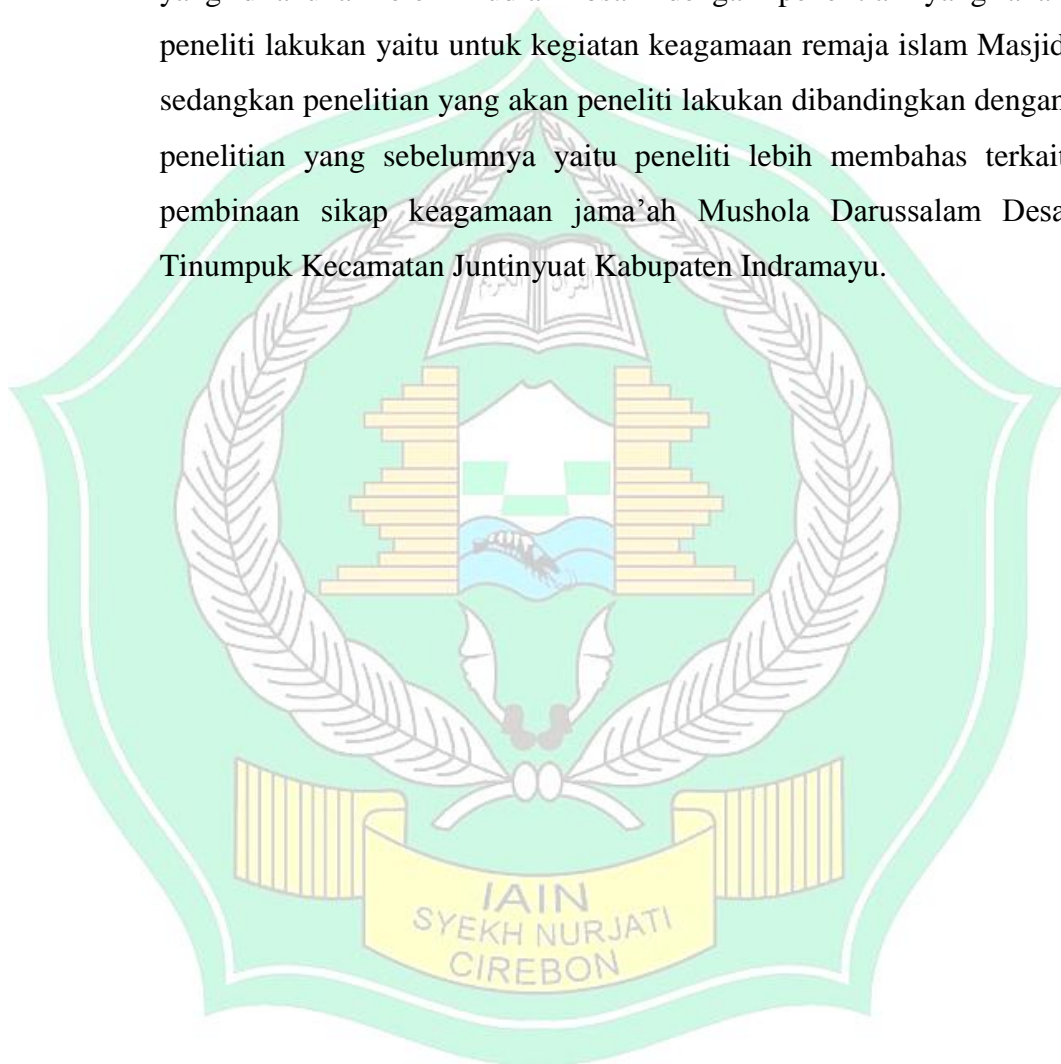 peneliti lakukan yaitu untuk kegiatan keagamaan remaja islam Masjid
sedangkan penelitian yang akan peneliti lakukan dibandingkan dengan
penelitian yang sebelumnya yaitu peneliti lebih membahas terkait
pembinaan sikap keagamaan jama’ah Mushola Darussalam Desa
Tinumpuk Kecamatan Juntinyuat Kabupaten Indramayu.
القرآن الكريم
IAIN
SYEKH NURJATI
CIREBON